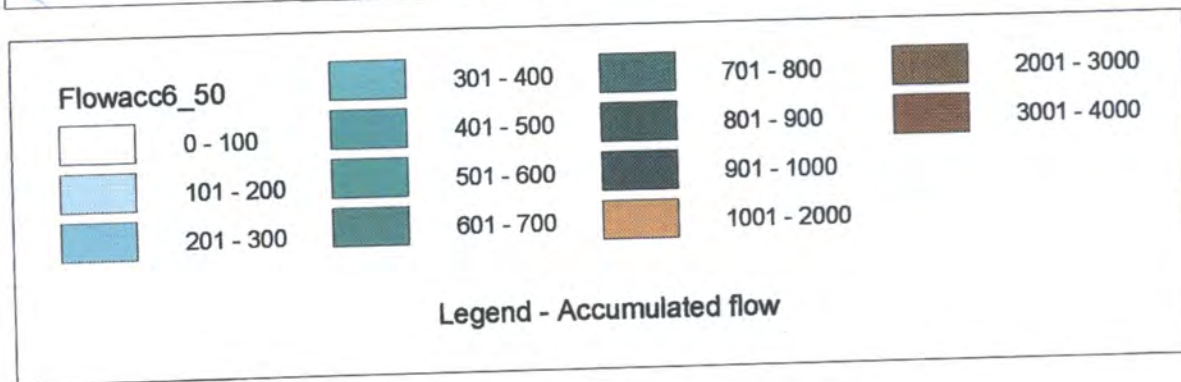 Flowacc6_50
0 - 100
101 - 200
201 - 300
301 - 400
401 - 500
501 - 600
601 - 700
701 - 800
801 - 900
901 - 1000
1001 - 2000
2001 - 3000
3001 - 4000
Legend - Accumulated flow